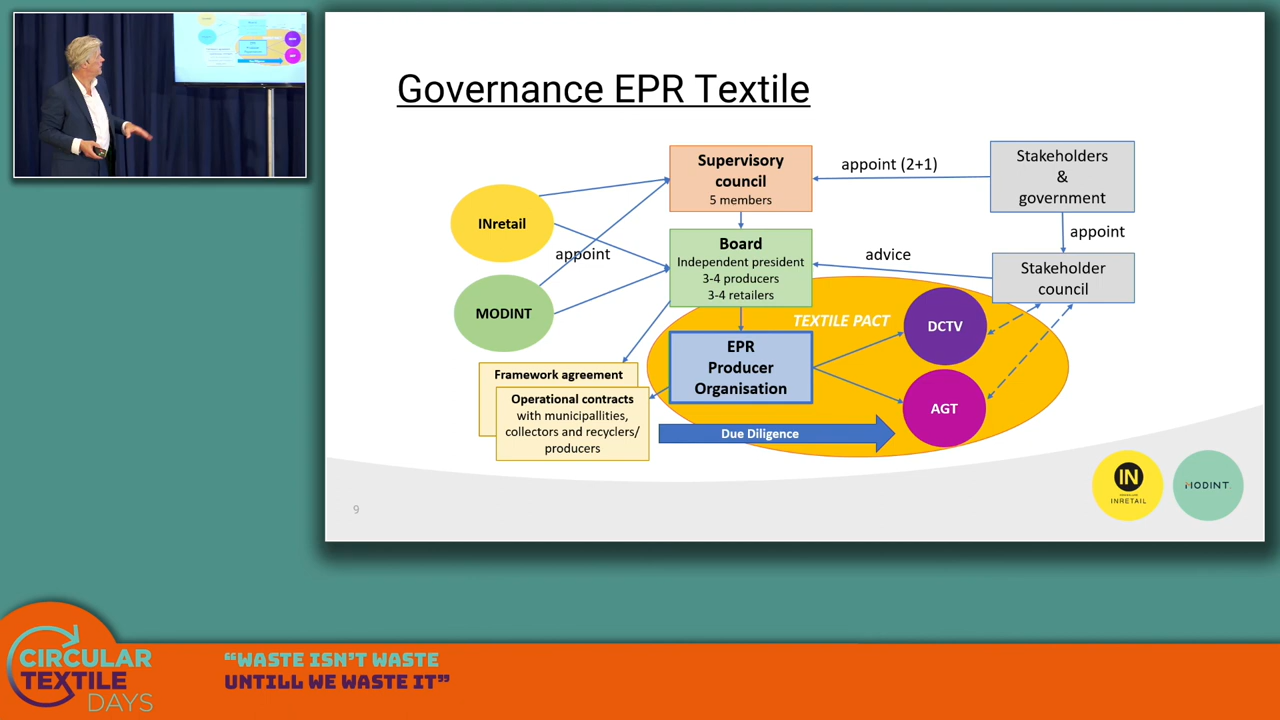 Governance EPR Textile
Supervisory
council
5 members
appoint (2+1)
Stakeholders
&
government
INretail
appoint
appoint
Board
Independent president
3-4 producers
3-4 retailers
advice
Stakeholder
council
MODINT
TEXTILE PACT
DCTV
EPR
Producer
Organisation
AGT
Framework agreement
Operational contracts
with municipallities,
collectors and recyclers/
producers
Due Diligence
IN
INRETAIL
MODINT
9
CIRCULAR
TEXTILE
DAYS
“WASTE ISN’T WASTE
UNTILL WE WASTE IT”